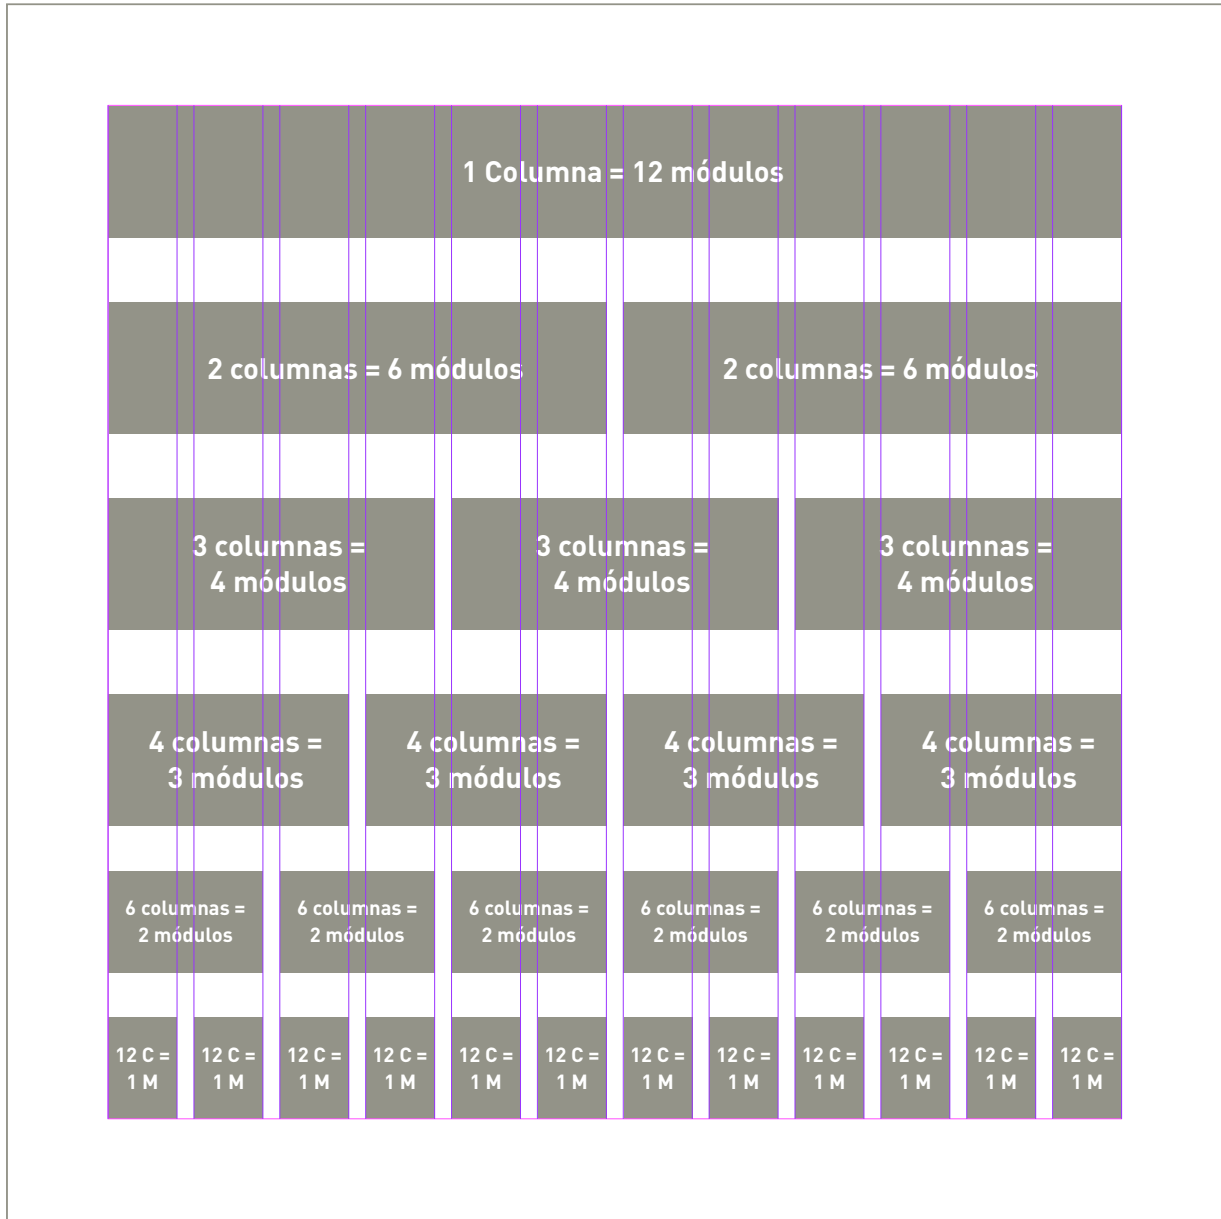 1 Columna = 12 módulos
2 columnas = 6 módulos
2 columnas = 6 módulos
3 columnas =
4 módulos
3 columnas =
4 módulos
3 columnas =
4 módulos
4 columnas =
3 módulos
4 columnas =
3 módulos
4 columnas =
3 módulos
4 columnas =
3 módulos
6 columnas =
2 módulos
6 columnas =
2 módulos
6 columnas =
2 módulos
6 columnas =
2 módulos
6 columnas =
2 módulos
6 columnas =
2 módulos
12 C =
1 M
12 C =
1 M
12 C =
1 M
12 C =
1 M
12 C =
1 M
12 C =
1 M
12 C =
1 M
12 C =
1 M
12 C =
1 M
12 C =
1 M
12 C =
1 M
12 C =
1 M